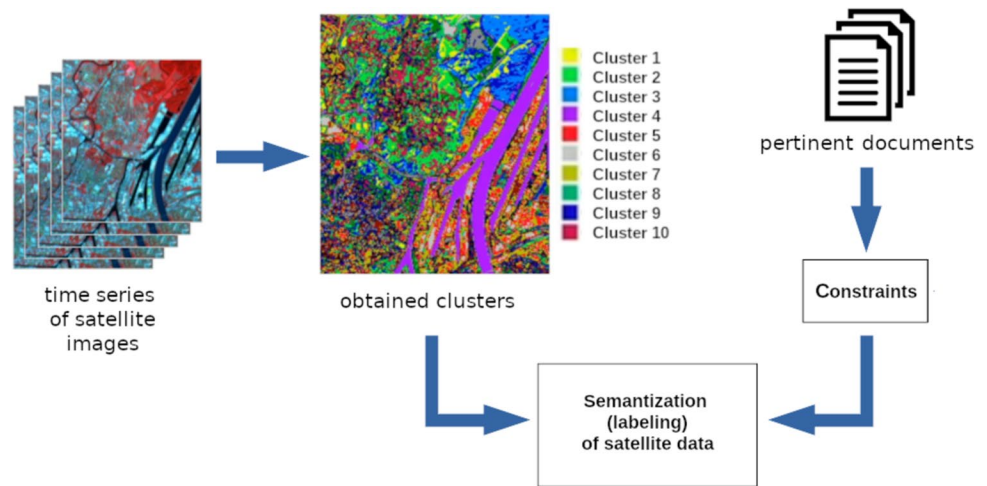 time series
of satellite
images
obtained clusters
Cluster 1
Cluster 2
Cluster 3
Cluster 4
Cluster 5
Cluster 6
Cluster 7
Cluster 8
Cluster 9
Cluster 10
pertinent documents
Constraints
Semantization
(labeling)
of satellite data